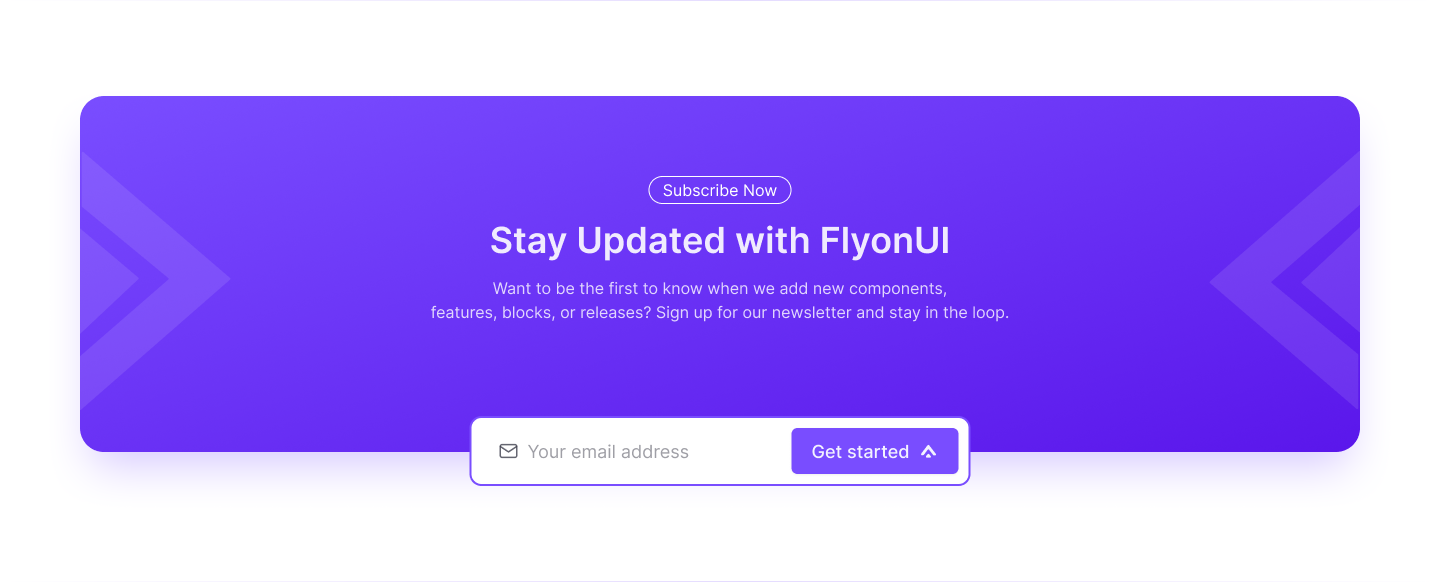 Subscribe Now
Stay Updated with FlyonUI
Want to be the first to know when we add new components,
features, blocks, or releases? Sign up for our newsletter and stay in the loop.
Your email address
Get started